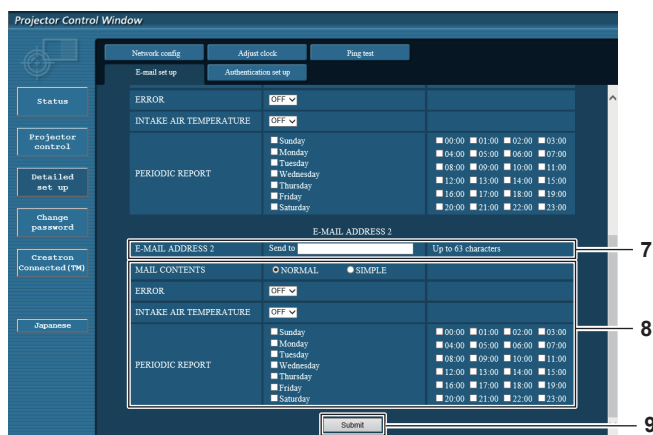 Projector Control Window
Network config Adjust clock Ping test
E-mail set up Authentication set up
Status
Projector control
Detailed set up
Change password
Crestron Connected(TM)
Japanese
ERROR OFF
INTAKE AIR TEMPERATURE OFF
PERIODIC REPORT
Sunday 00:00 01:00 02:00 03:00
Monday 04:00 05:00 06:00 07:00
Tuesday 08:00 09:00 10:00 11:00
Wednesday 12:00 13:00 14:00 15:00
Thursday 16:00 17:00 18:00 19:00
Friday 20:00 21:00 22:00 23:00
Saturday
E-MAIL ADDRESS 2
E-MAIL ADDRESS 2 Send to Up to 63 characters 7
MAIL CONTENTS NORMAL SIMPLE
ERROR OFF
INTAKE AIR TEMPERATURE OFF 8
PERIODIC REPORT
Sunday 00:00 01:00 02:00 03:00
Monday 04:00 05:00 06:00 07:00
Tuesday 08:00 09:00 10:00 11:00
Wednesday 12:00 13:00 14:00 15:00
Thursday 16:00 17:00 18:00 19:00
Friday 20:00 21:00 22:00 23:00
Saturday
Submit 9